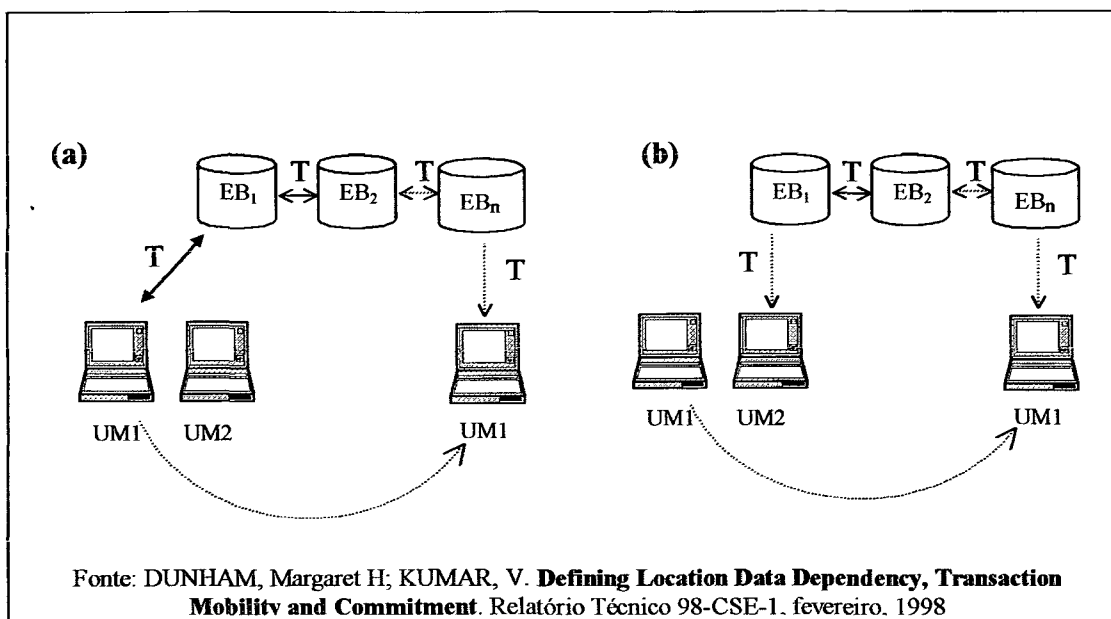 (a)
T
T
EB1
EB2
EBn
T
T
UM1
UM2
UM1
(b)
T
T
EB1
EB2
EBn
T
T
UM1
UM2
UM1
Fonte: DUNHAM, Margaret H; KUMAR, V. Defining Location Data Dependency, Transaction
Mobility and Commitment. Relatório Técnico 98-CSE-1, fevereiro, 1998